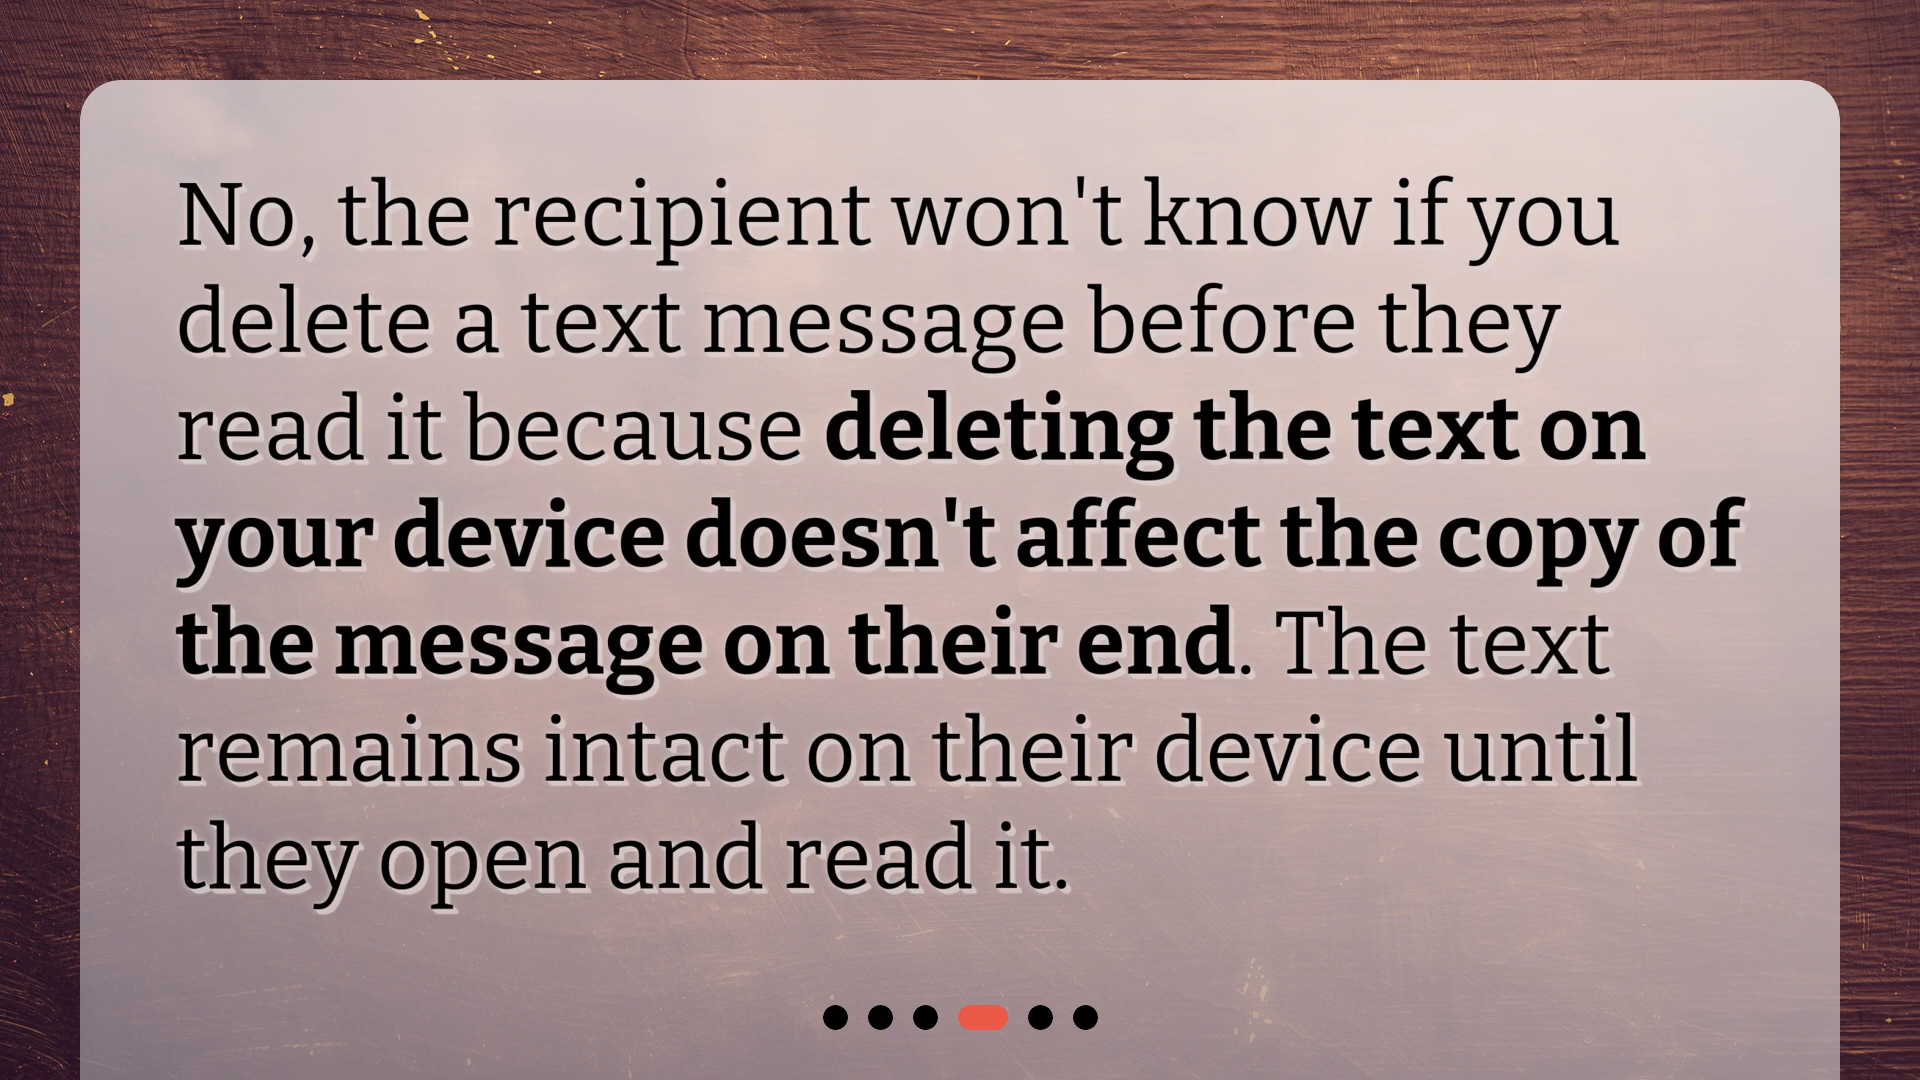 No, the recipient won't know if you
delete a text message before they
read it because deleting the text on
your device doesn't affect the copy of
the message on their end. The text
remains intact on their device until
they open and read it.